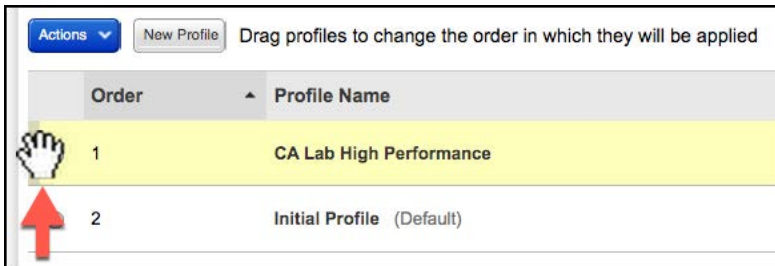 Actions New Profile Drag profiles to change the order in which they will be applied
Order Profile Name
1 CA Lab High Performance
2 Initial Profile (Default)